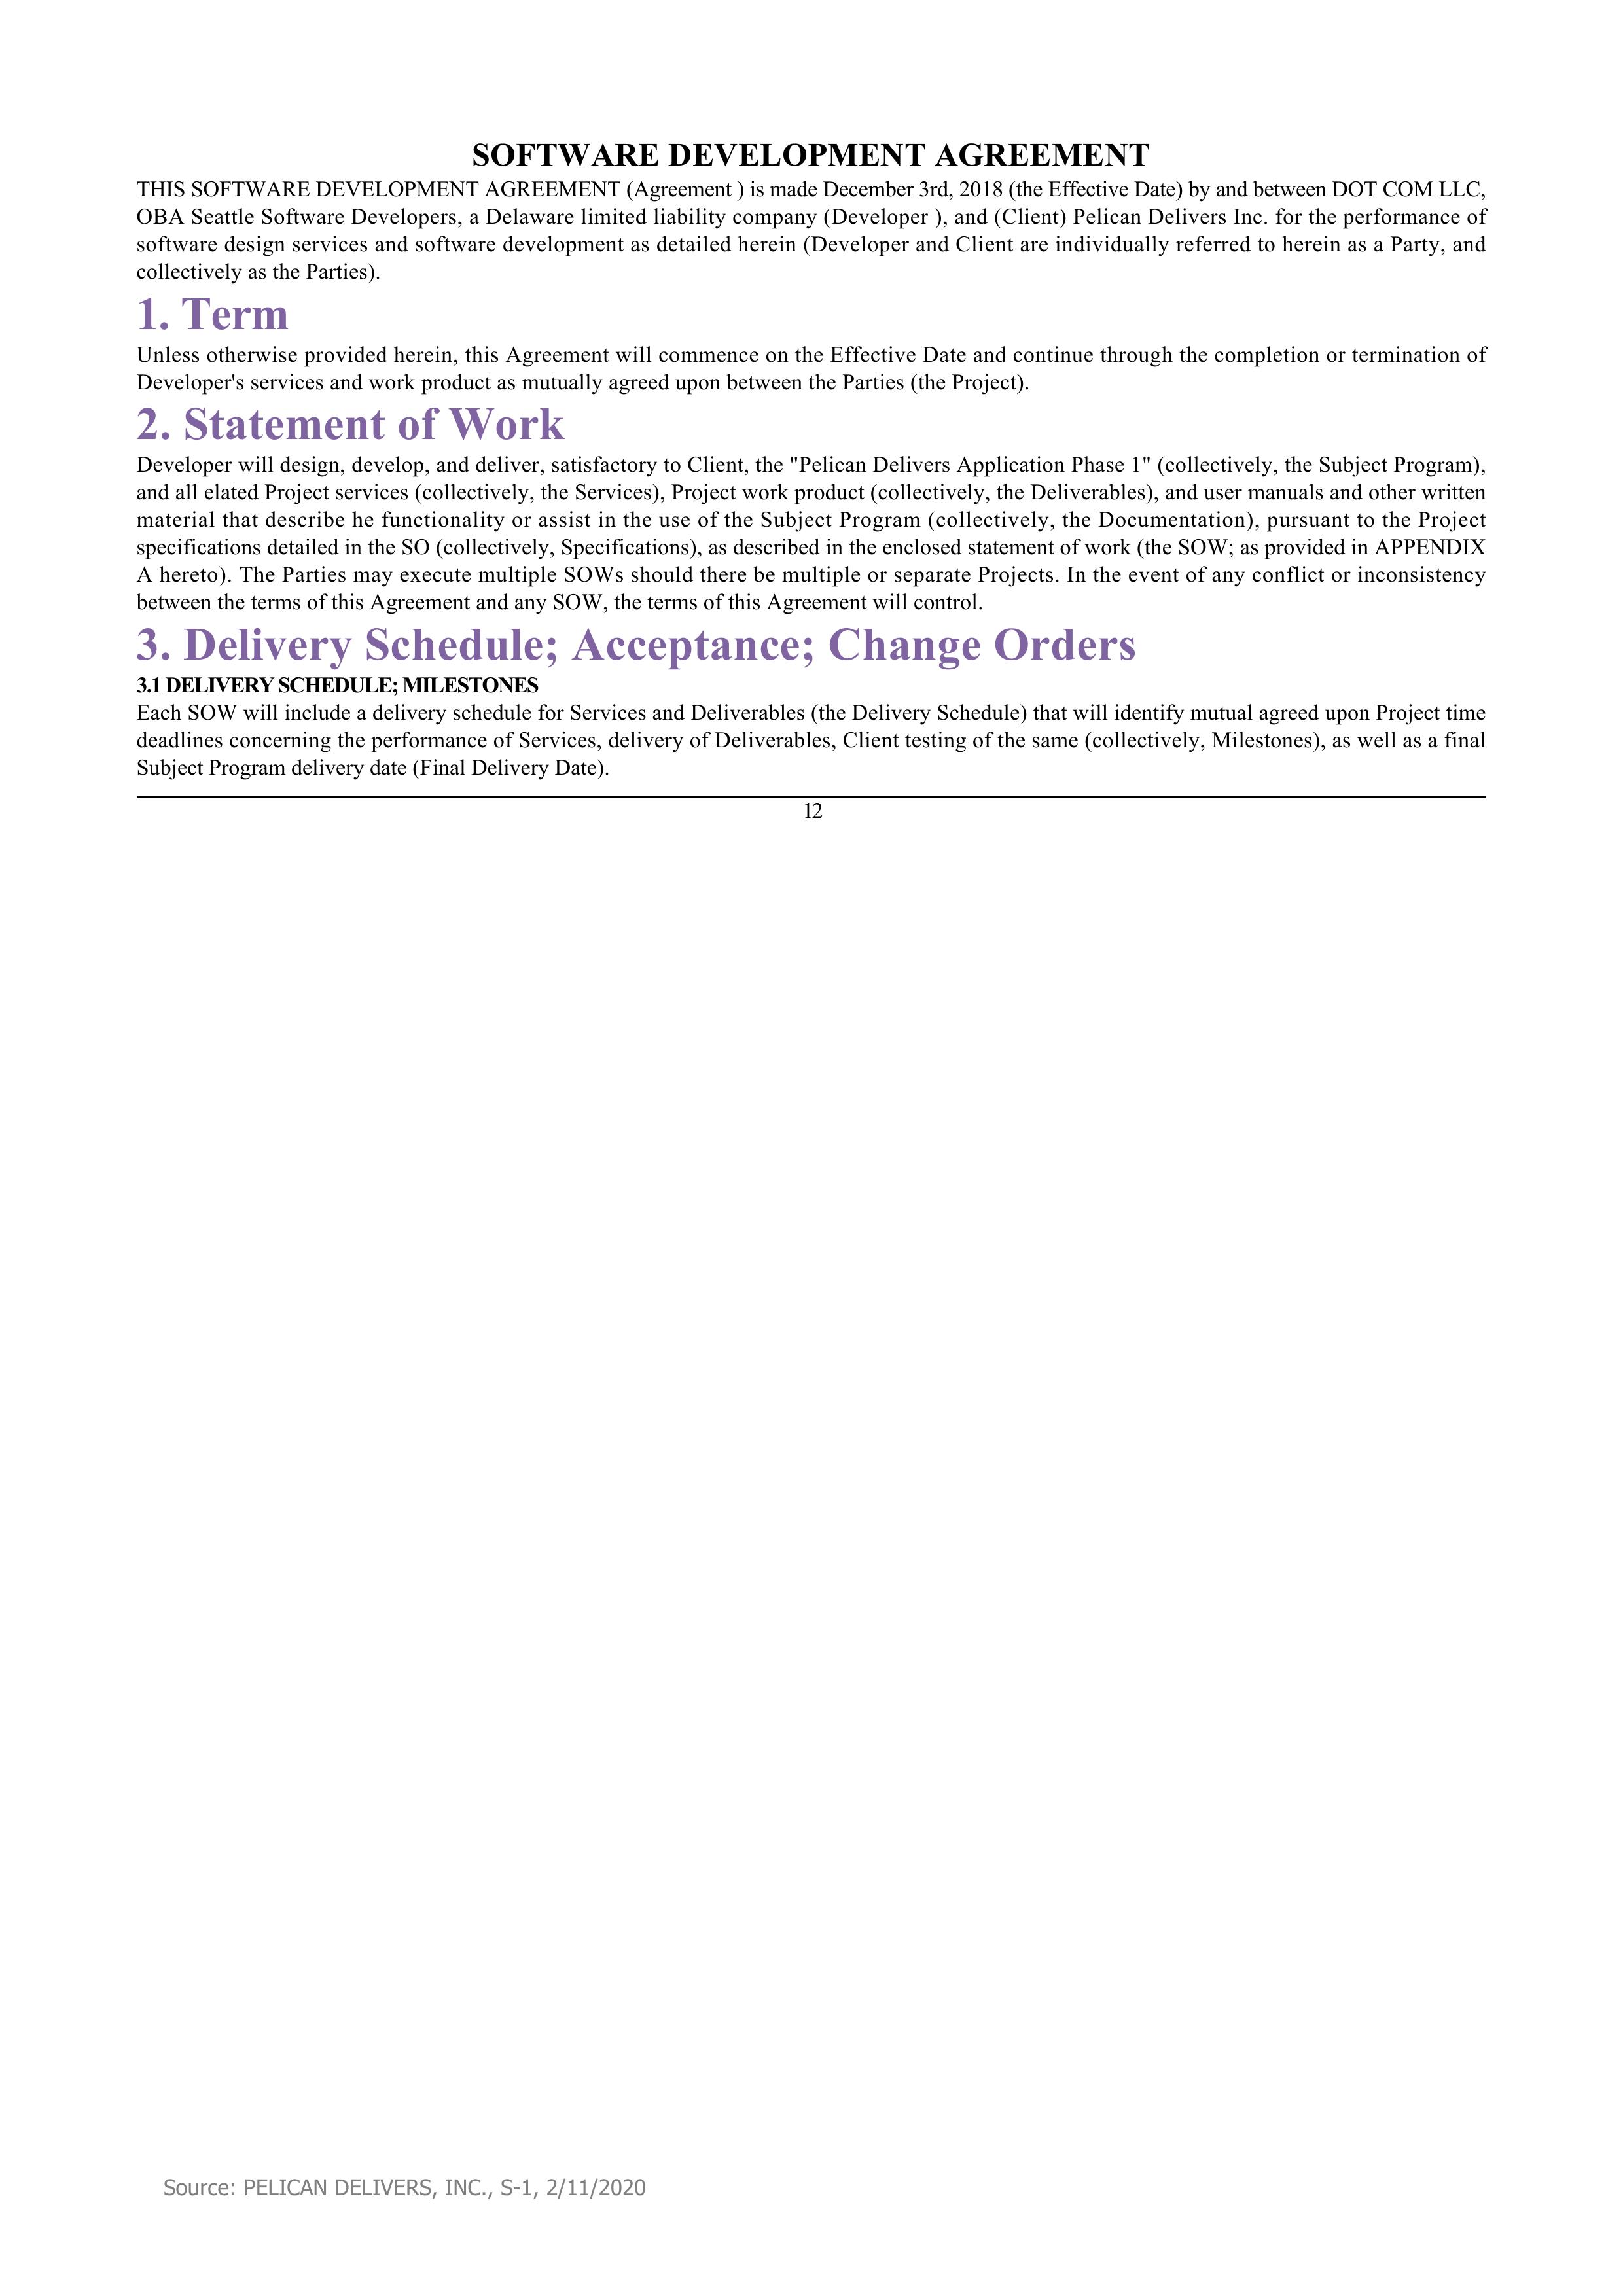 SOFTWARE DEVELOPMENT AGREEMENT
THIS SOFTWARE DEVELOPMENT AGREEMENT (Agreement ) is made December 3rd, 2018 (the Effective Date) by and between DOT COM LLC,
OBA Seattle Software Developers, a Delaware limited liability company (Developer ), and (Client) Pelican Delivers Inc. for the performance of
software design services and software development as detailed herein (Developer and Client are individually referred to herein as a Party, and
collectively as the Parties).
1. Term
Unless otherwise provided herein, this Agreement will commence on the Effective Date and continue through the completion or termination of
Developer's services and work product as mutually agreed upon between the Parties (the Project).
2. Statement of Work
Developer will design, develop, and deliver, satisfactory to Client, the "Pelican Delivers Application Phase 1" (collectively, the Subject Program),
and all elated Project services (collectively, the Services), Project work product (collectively, the Deliverables), and user manuals and other written
material that describe he functionality or assist in the use of the Subject Program (collectively, the Documentation), pursuant to the Project
specifications detailed in the SO (collectively, Specifications), as described in the enclosed statement of work (the SOW; as provided in APPENDIX
A hereto). The Parties may execute multiple SOWs should there be multiple or separate Projects. In the event of any conflict or inconsistency
between the terms of this Agreement and any SOW, the terms of this Agreement will control.
3. Delivery Schedule; Acceptance; Change Orders
3.1 DELIVERY SCHEDULE; MILESTONES
Each SOW will include a delivery schedule for Services and Deliverables (the Delivery Schedule) that will identify mutual agreed upon Project time
deadlines concerning the performance of Services, delivery of Deliverables, Client testing of the same (collectively, Milestones), as well as a final
Subject Program delivery date (Final Delivery Date).
12
Source: PELICAN DELIVERS, INC., S-1, 2/11/2020